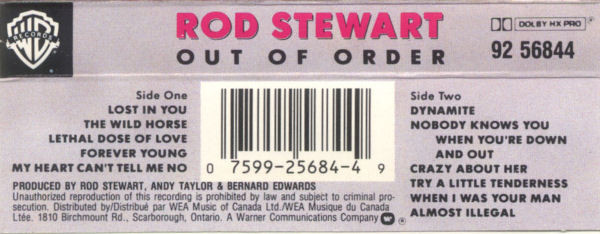 ROD STEWART
OUT OF ORDER
WB
RECORDS
DOLBY HX PRO
92 56844
Side One
LOST IN YOU
THE WILD HORSE
LETHAL DOSE OF LOVE
FOREVER YOUNG
MY HEART CAN'T TELL ME NO
0 7599-25684-4 9
Side Two
DYNAMITE
NOBODY KNOWS YOU
WHEN YOU'RE DOWN
AND OUT
CRAZY ABOUT HER
TRY A LITTLE TENDERNESS
WHEN I WAS YOUR MAN
ALMOST ILLEGAL
PRODUCED BY ROD STEWART, ANDY TAYLOR & BERNARD EDWARDS
Unauthorized reproduction of this recording is prohibited by law and subject to criminal pro-
secution. Distributed by/Distribué par WEA Music of Canada Ltd./WEA Musique du Canada
Ltée. 1810 Birchmount Rd., Scarborough, Ontario. A Warner Communications Company ®